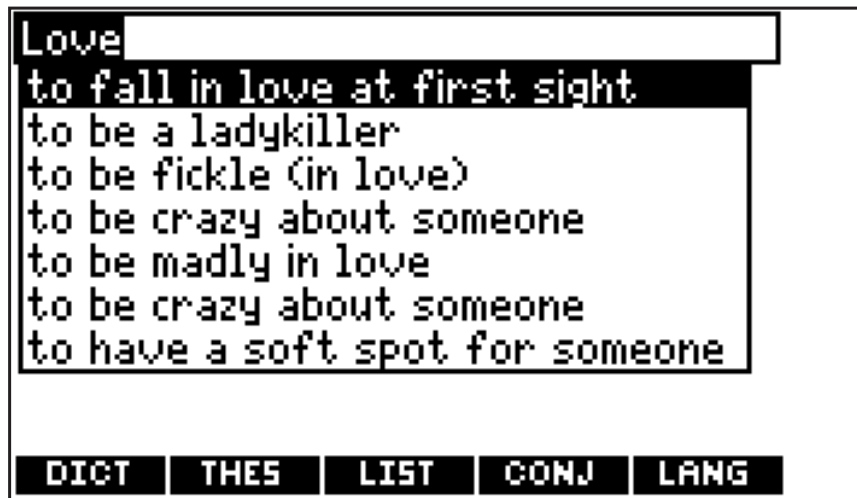 Love
to fall in love at first sight
to be a ladykiller
to be fickle (in love)
to be crazy about someone
to be madly in love
to be crazy about someone
to have a soft spot for someone
DICT THES LIST CONJ LANG